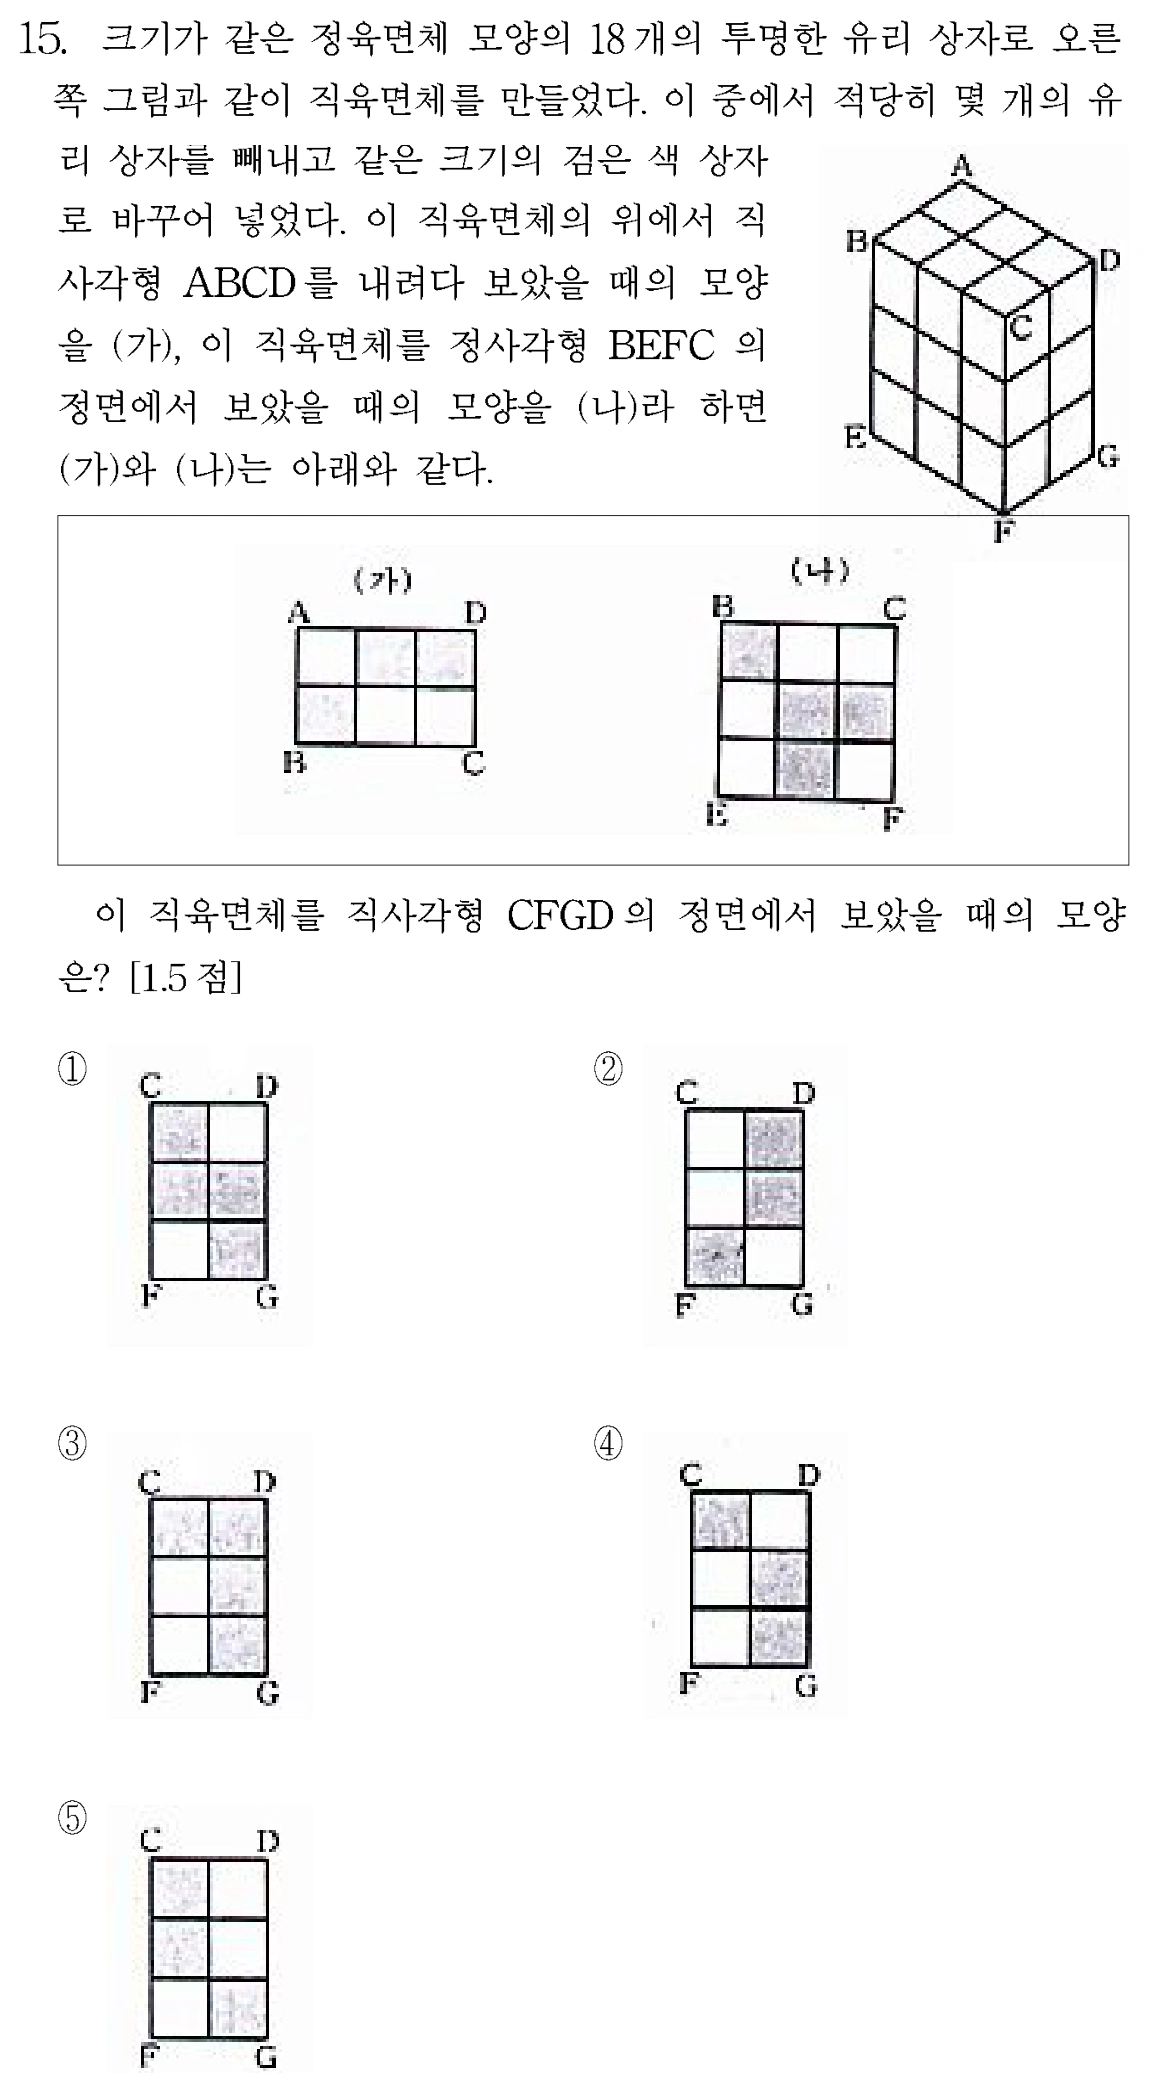 15. 크기가 같은 정육면체 모양의 18개의 투명한 유리 상자로 오른
쪽 그림과 같이 직육면체를 만들었다. 이 중에서 적당히 몇 개의 유
리 상자를 빼내고 같은 크기의 검은 색 상자
로 바꾸어 넣었다. 이 직육면체의 위에서 직
사각형 ABCD를 내려다 보았을 때의 모양
을 (가), 이 직육면체를 정사각형 BEFC 의
정면에서 보았을 때의 모양을 (나)라 하면
(가)와 (나)는 아래와 같다.
A
B
D
C
E
G
F
(가)
A D
B C
(나)
B C
E F
이 직육면체를 직사각형 CFGD의 정면에서 보았을 때의 모양
은? [1.5점]
①
C D
F G
②
C D
F G
③
C D
F G
④
C D
F G
⑤
C D
F G